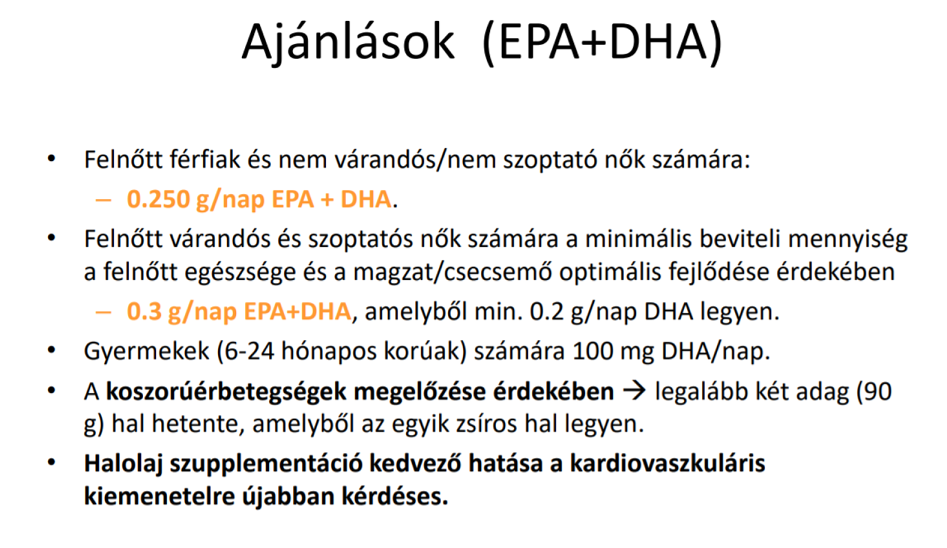 Ajánlások (EPA+DHA)
• Felnőtt férfiak és nem várandós/nem szoptató nők számára:
– 0.250 g/nap EPA + DHA.
• Felnőtt várandós és szoptatós nők számára a minimális beviteli mennyiség
a felnőtt egészsége és a magzat/csecsemő optimális fejlődése érdekében
– 0.3 g/nap EPA+DHA, amelyből min. 0.2 g/nap DHA legyen.
• Gyermekek (6-24 hónapos korúak) számára 100 mg DHA/nap.
• A koszorúérbetegségek megelőzése érdekében → legalább két adag (90
g) hal hetente, amelyből az egyik zsíros hal legyen.
• Halolaj szupplementáció kedvező hatása a kardiovaszkuláris
kiemenetelre újabban kérdéses.